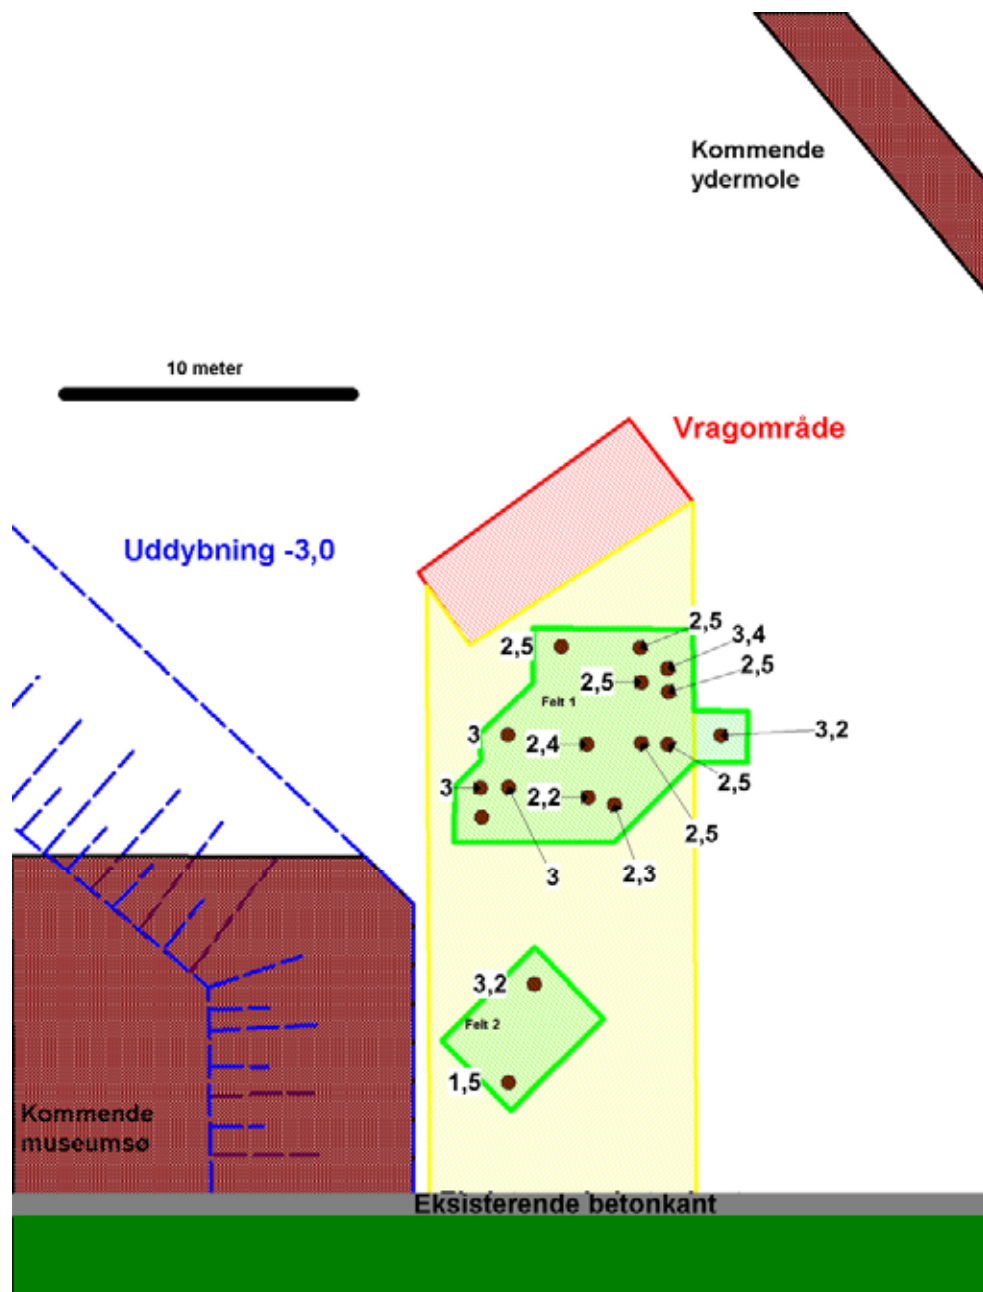 Kommende
ydermole
10 meter
Vragområde
Uddybning -3,0
2,5
2,5
3,4
2,5
2,5
Felt 1
3
2,4
3,2
2,5
3
2,2
2,5
3
2,3
3,2
Felt 2
1,5
Kommende
museumsø
Eksisterende betonkant